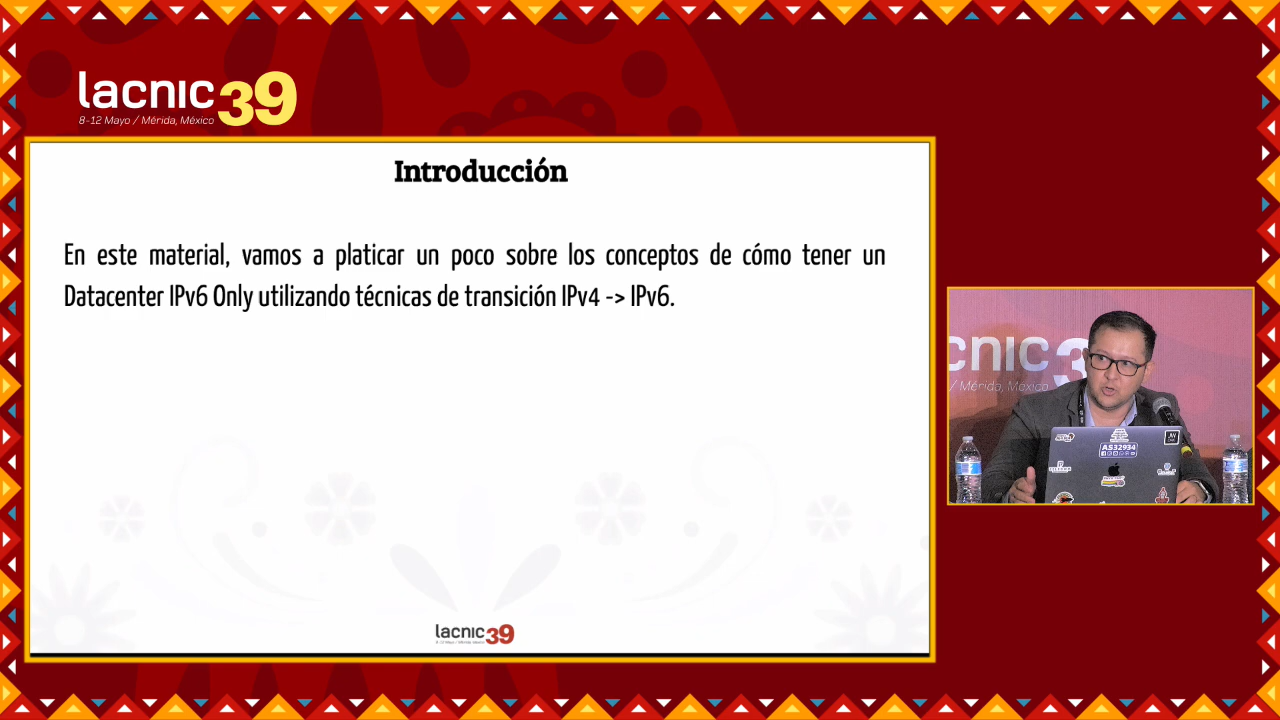 lacnic39
8-12 Mayo / Mérida, México
Introducción
En este material, vamos a platicar un poco sobre los conceptos de cómo tener un
Datacenter IPv6 Only utilizando técnicas de transición IPv4 -> IPv6.
cnic3
/ Mérida, México
AS32934
lacnic39